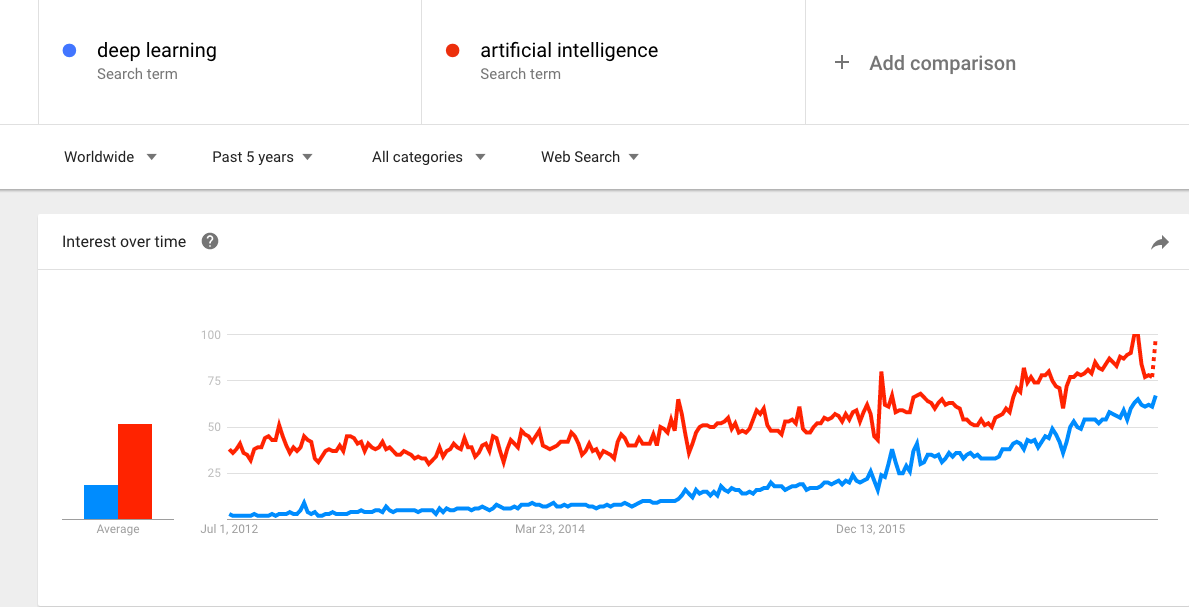 deep learning
Search term
artificial intelligence
Search term
+ Add comparison
Worldwide
Past 5 years
All categories
Web Search
Interest over time ?
100
75
50
25
Average
Jul 1, 2012
Mar 23, 2014
Dec 13, 2015